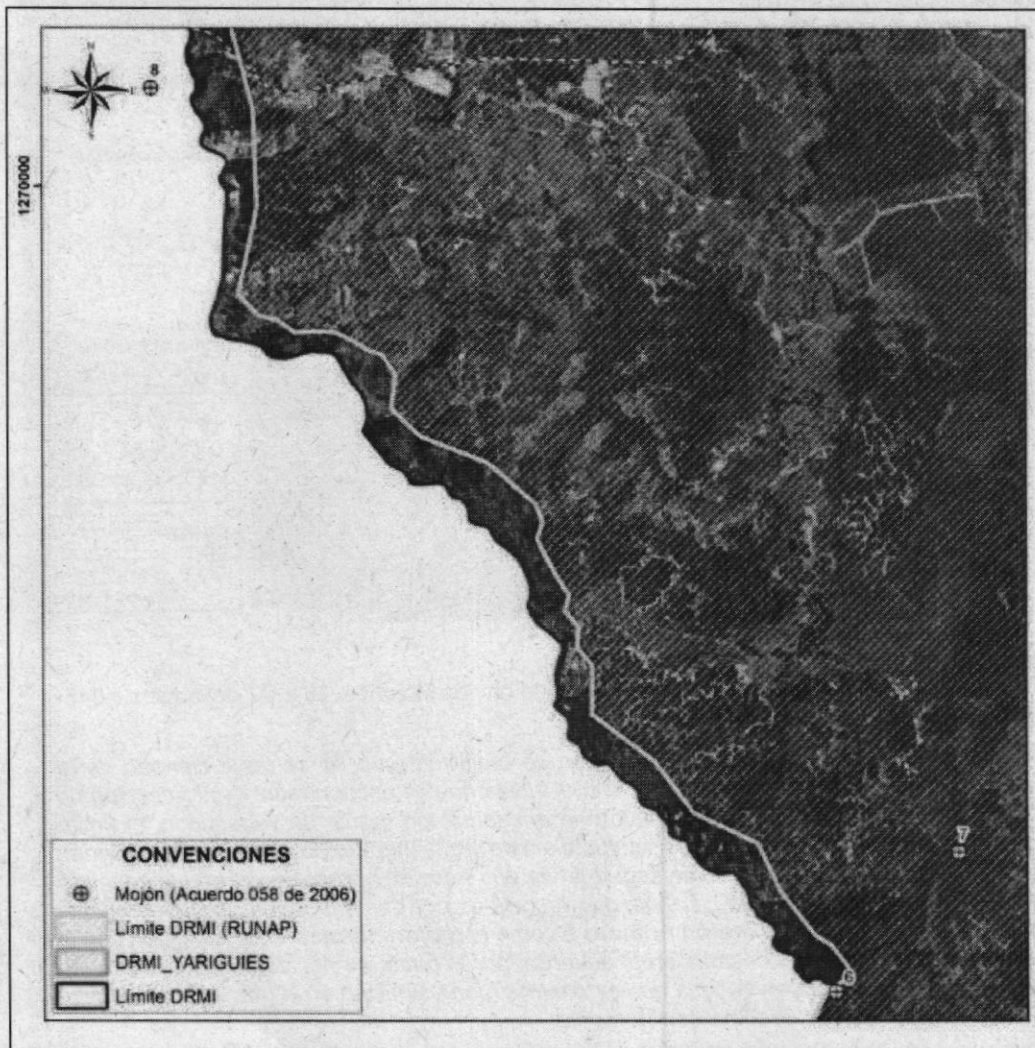 N
8
W
E
S
1270000
7
6
CONVENCIONES
Mojón (Acuerdo 058 de 2006)
Límite DRMI (RUNAP)
DRMI_YARIGUIES
Límite DRMI